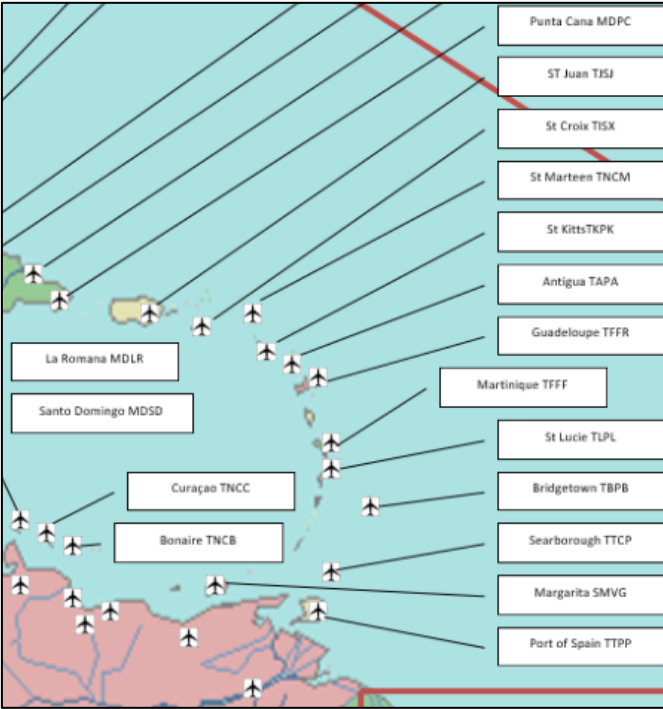 Punta Cana MDPC
ST Juan TJSJ
St Croix TISX
St Marteen TNCM
St KittsTKPK
Antigua TAPA
Guadeloupe TFFR
La Romana MDLR
Martinique TFFF
Santo Domingo MDSD
St Lucie TLPL
Curaçao TNCC
Bridgetown TBPB
Bonaire TNCB
Searborough TTCP
Margarita SMVG
Port of Spain TTPP